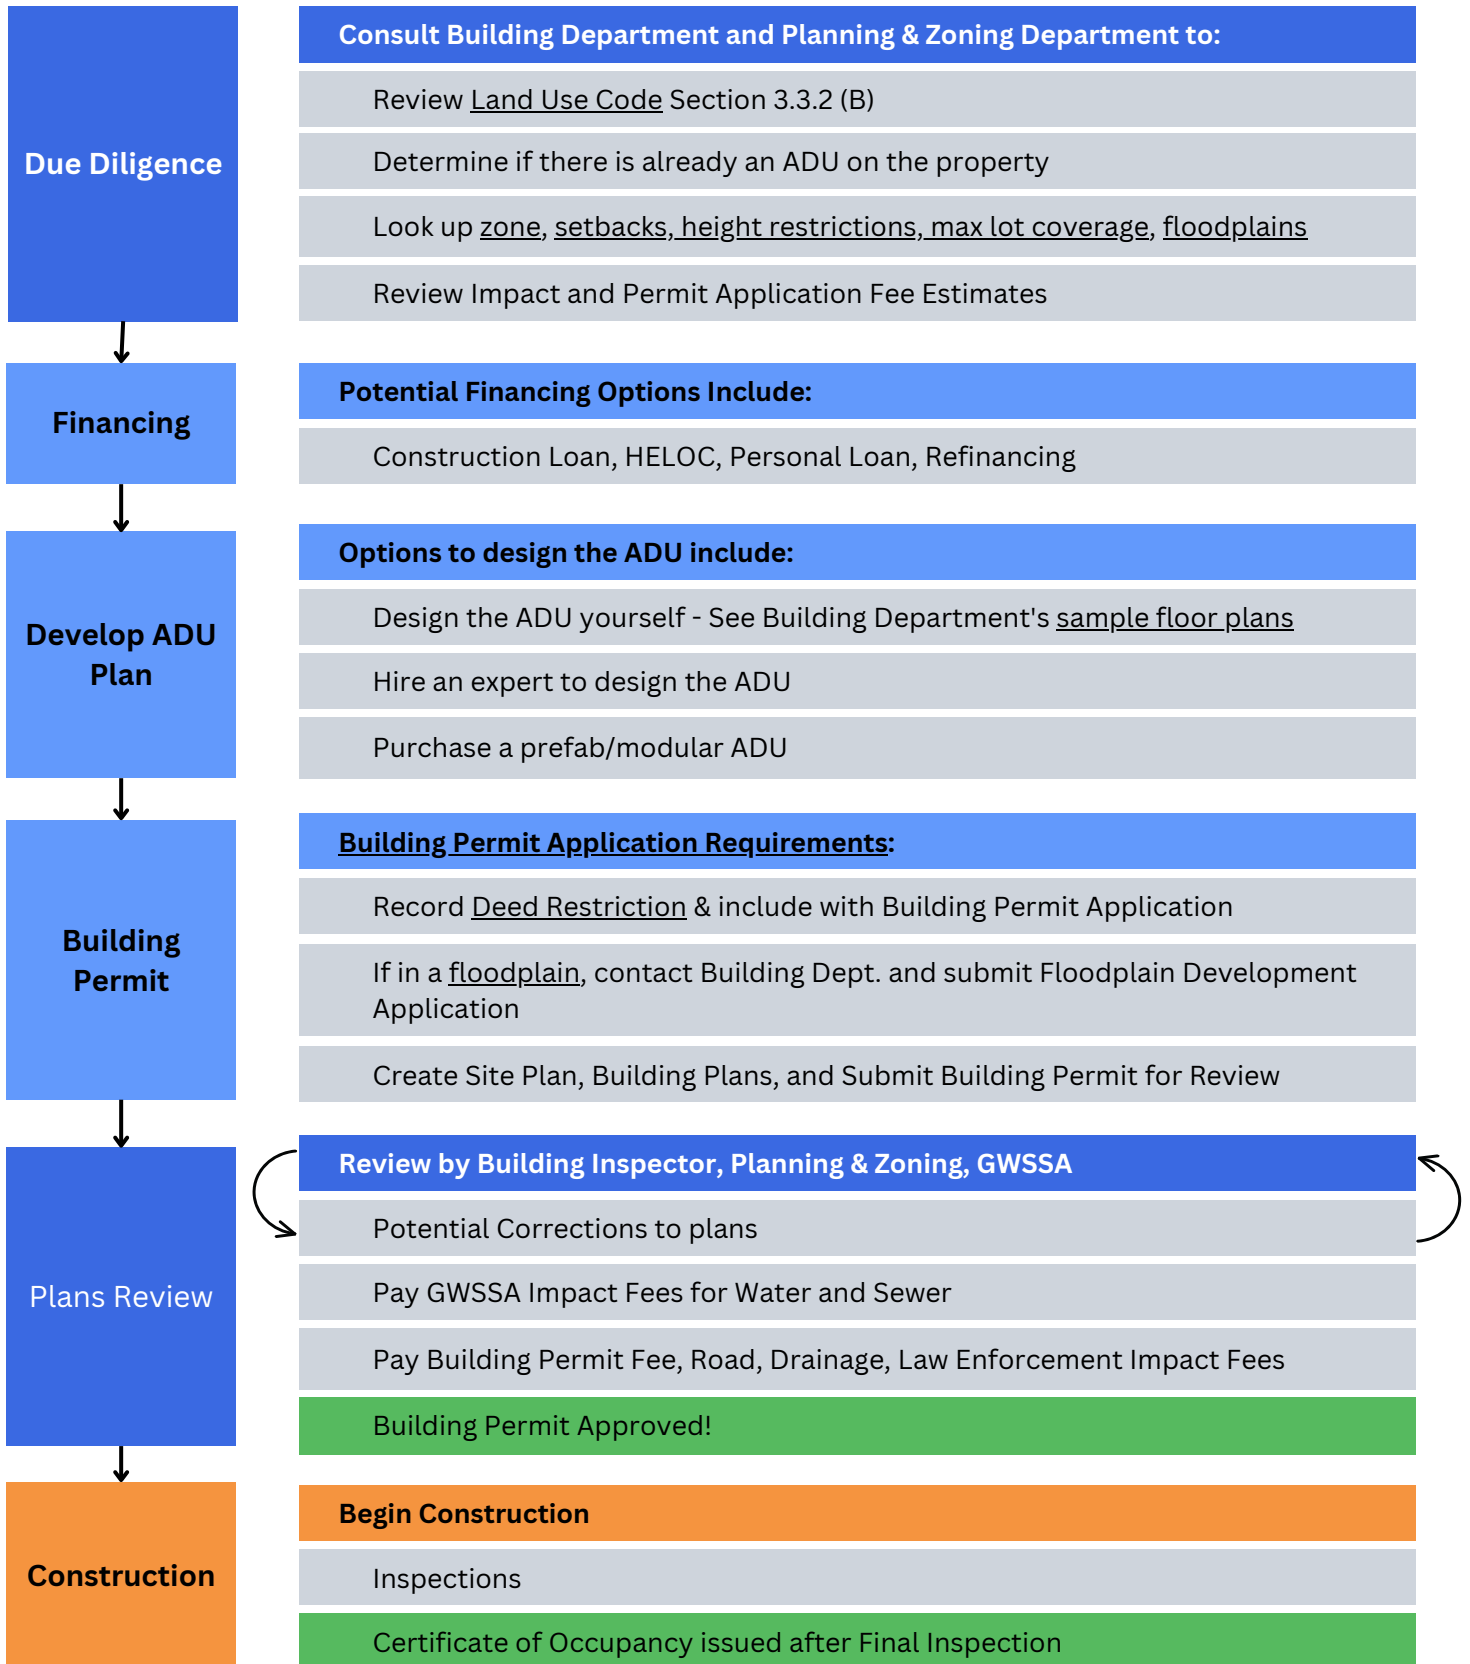 Due Diligence
Consult Building Department and Planning & Zoning Department to:
Review Land Use Code Section 3.3.2 (B)
Determine if there is already an ADU on the property
Look up zone, setbacks, height restrictions, max lot coverage, floodplains
Review Impact and Permit Application Fee Estimates
Financing
Potential Financing Options Include:
Construction Loan, HELOC, Personal Loan, Refinancing
Develop ADU
Plan
Options to design the ADU include:
Design the ADU yourself - See Building Department's sample floor plans
Hire an expert to design the ADU
Purchase a prefab/modular ADU
Building
Permit
Building Permit Application Requirements:
Record Deed Restriction & include with Building Permit Application
If in a floodplain, contact Building Dept. and submit Floodplain Development
Application
Create Site Plan, Building Plans, and Submit Building Permit for Review
Plans Review
Review by Building Inspector, Planning & Zoning, GWSSA
Potential Corrections to plans
Pay GWSSA Impact Fees for Water and Sewer
Pay Building Permit Fee, Road, Drainage, Law Enforcement Impact Fees
Building Permit Approved!
Construction
Begin Construction
Inspections
Certificate of Occupancy issued after Final Inspection